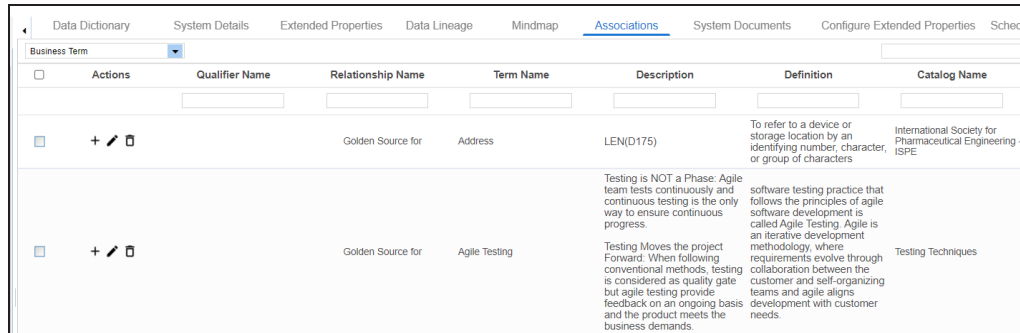 Data Dictionary System Details Extended Properties Data Lineage Mindmap Associations System Documents Configure Extended Properties
Business Term
Actions Qualifier Name Relationship Name Term Name Description Definition Catalog Name
Golden Source for
Address
LEN(D175)
To refer to a device or
storage location by an
identifying number, character,
or group of characters
International Society for
Pharmaceutical Engineering
ISPE
Golden Source for
Agile Testing
Testing is NOT a Phase: Agile
team tests continuously and
continuous testing is the only
way to ensure continuous
progress.
Testing Moves the project
Forward: When following
conventional methods, testing
is considered as quality gate
but agile testing provide
feedback on an ongoing basis
and the product meets the
business demands.
software testing practice that
follows the principles of agile
software development is
called Agile Testing. Agile is
an iterative development
methodology, where
requirements evolve through
collaboration between the
customer and self-organizing
teams and agile aligns
development with customer
needs.
Testing Techniques